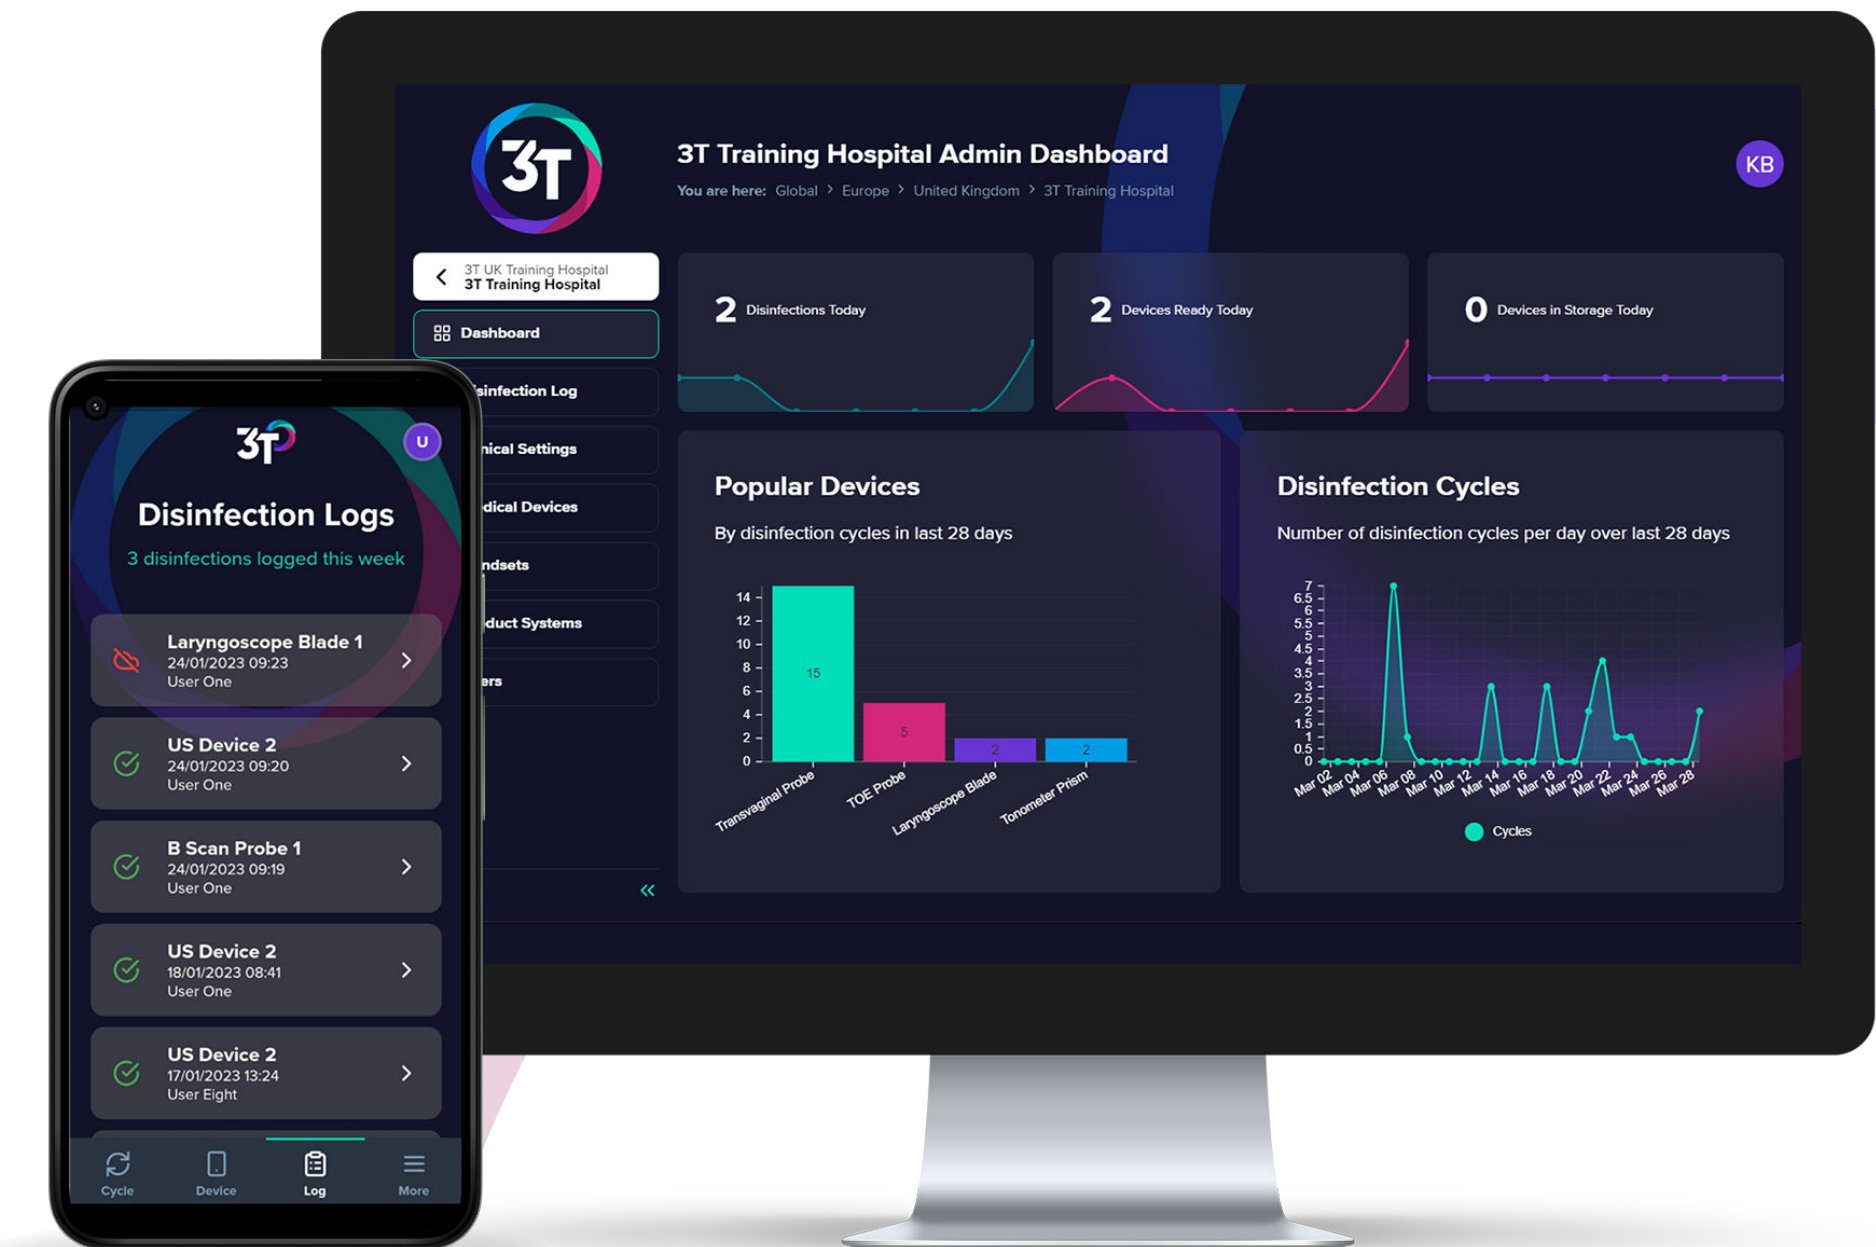 3T
3T Training Hospital Admin Dashboard
KB
You are here: Global > Europe > United Kingdom > 3T Training Hospital
3T UK Training Hospital
3T Training Hospital
Dashboard
sinfection Log
nical Settings
dical Devices
ndsets
duct Systems
ers
2 Disinfections Today
2 Devices Ready Today
0 Devices in Storage Today
Popular Devices
By disinfection cycles in last 28 days
14
12
10
8
6
4
2
0
15
5
2
2
Transvaginal Probe
TOE Probe
Laryngoscope Blade
Tonometer Prism
Disinfection Cycles
Number of disinfection cycles per day over last 28 days
7
6.5
6
5.5
5
4.5
4
3.5
3
2.5
2
1.5
1
0.5
0
Mar 02
Mar 04
Mar 06
Mar 08
Mar 10
Mar 12
Mar 14
Mar 16
Mar 18
Mar 20
Mar 22
Mar 24
Mar 26
Mar 28
Cycles
3T
U
Disinfection Logs
3 disinfections logged this week
Laryngoscope Blade 1
24/01/2023 09:23
User One
US Device 2
24/01/2023 09:20
User One
B Scan Probe 1
24/01/2023 09:19
User One
US Device 2
18/01/2023 08:41
User One
US Device 2
17/01/2023 13:24
User Eight
Cycle
Device
Log
More